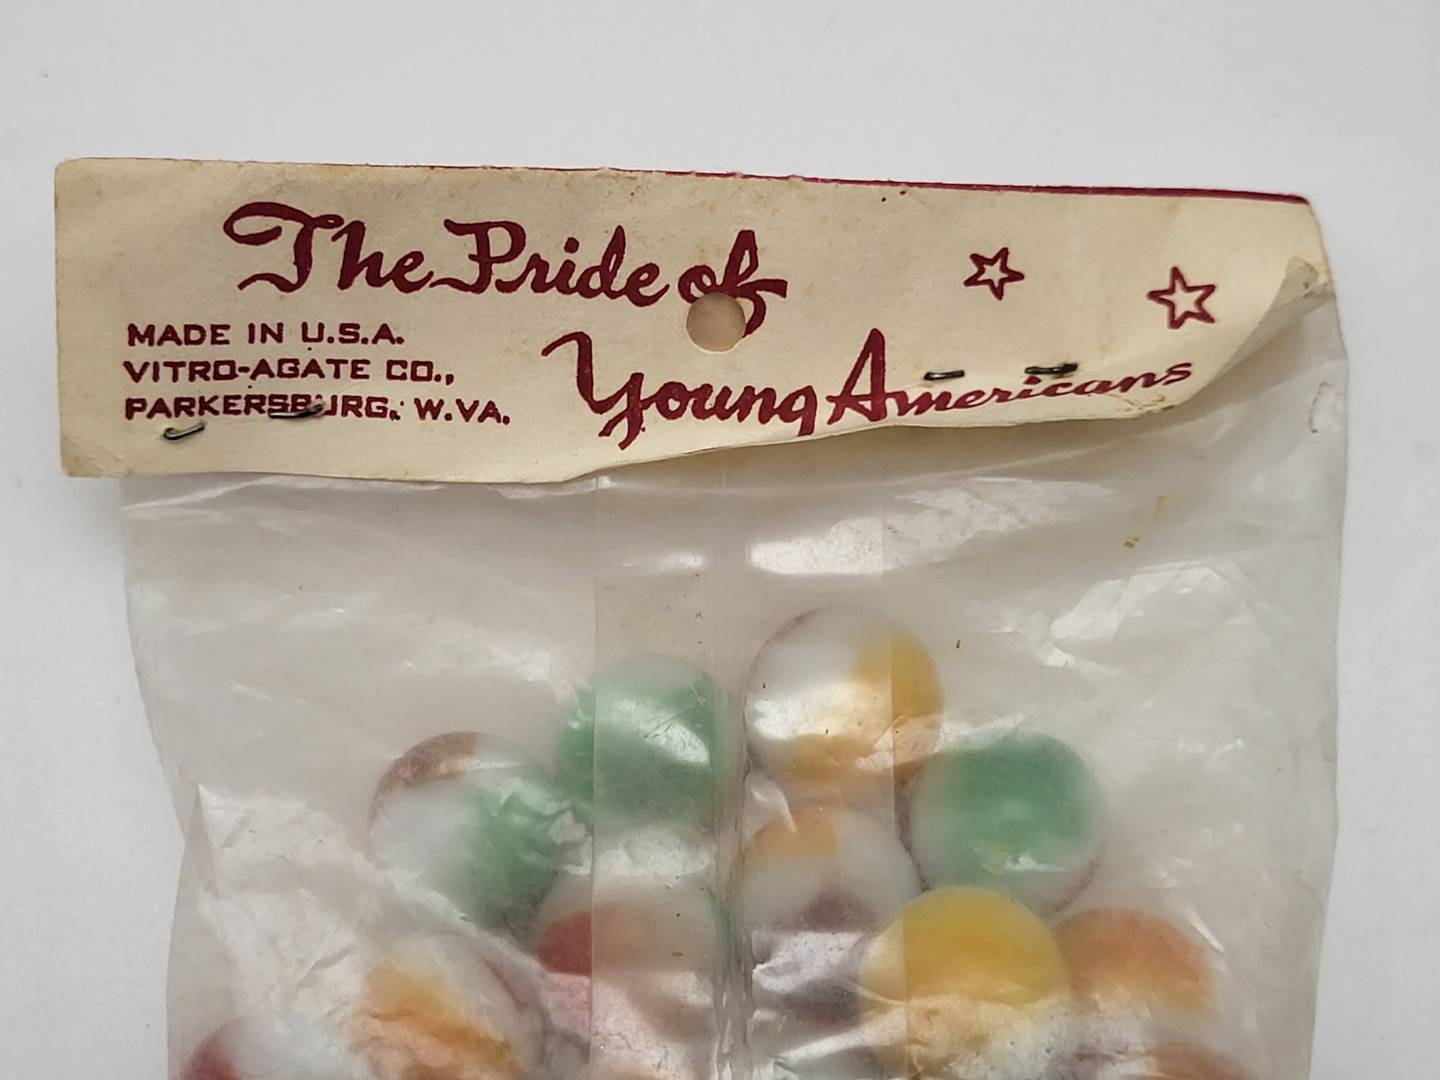 The Pride of
Young Americans
MADE IN U.S.A.
VITRO-AGATE CO.,
PARKERSBURG, W.VA.